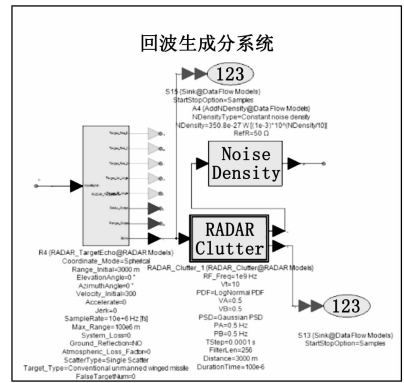 回波生成分系统
123
S15 (Sink@DataFlow Models)
StartStopOption=Samples
A4 (AddNDensity@DataFlow Models)
NDensityType=Constant noise density
NDensity=350.8e-27 W [(1e-3)*10^(NDensity/10)]
RefR=50 Ω
Noise
Density
RADAR
Clutter
R4 (RADAR_TargetEcho@RADAR Models)
Coordinate_Mode=Spherical
Range_Initial=3000 m
ElevationAngle=0 °
AzimuthAngle=0 °
Velocity_Initial=300
Accelerate=0
Jerk=0
SampleRate=10e+6 Hz [fs]
Max_Range=100e6 m
System_Loss=0
Ground_Reflection=NO
Atmospheric_Loss_Factor=0
ScatterType=Single Scatter
Target_Type=Conventional unmanned winged missile
FalseTargetNum=0
RADAR_Clutter_1 (RADAR_Clutter@RADAR Models)
RF_Freq=1e9 Hz
Vt=10
PDF=LogNormal PDF
VA=0.5
VB=0.5
PSD=Gaussian PSD
PA=0.5 Hz
PB=0.5 Hz
TStep=0.0001 s
FilterLen=256
Distance=3000 m
DurationTime=100e-6
123
S13 (Sink@DataFlow Models)
StartStopOption=Samples